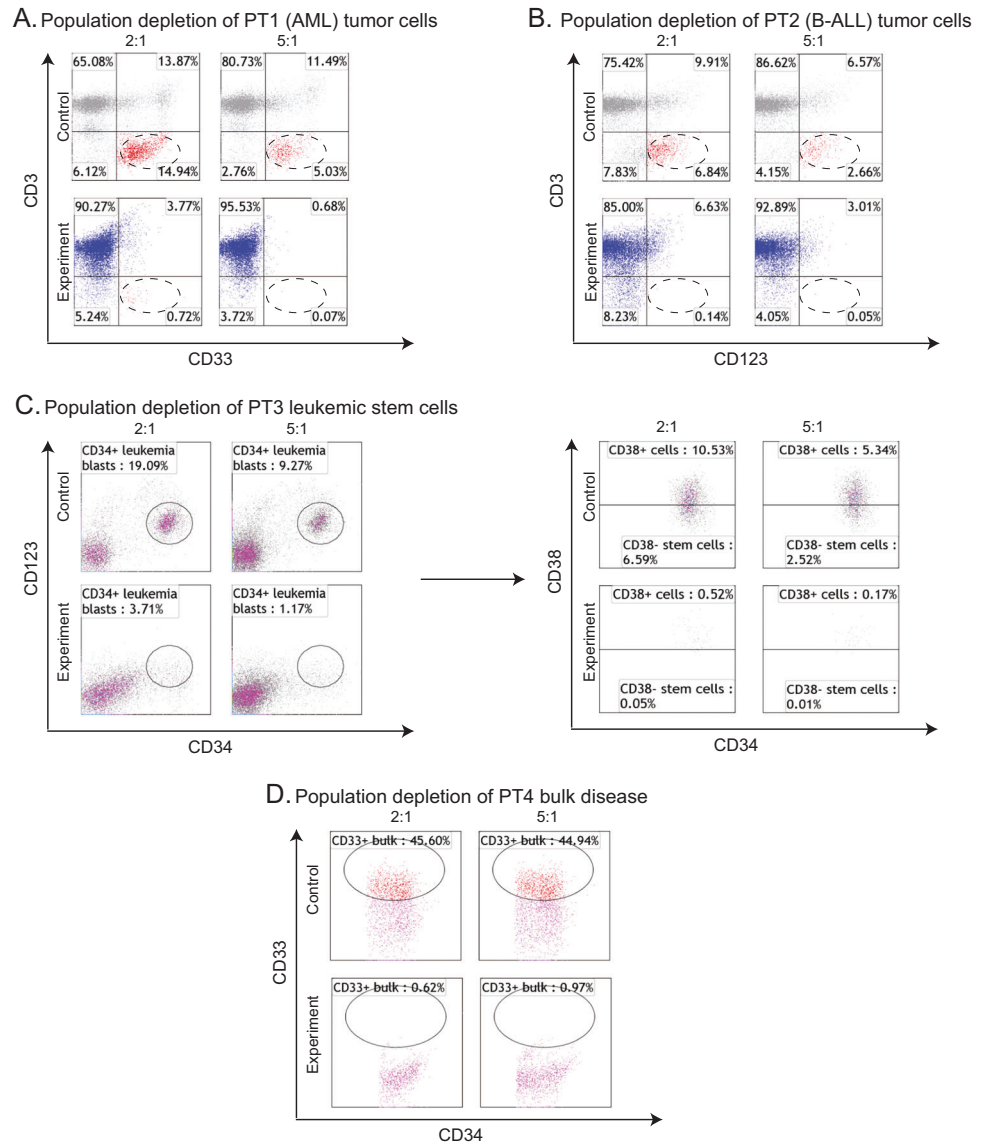 A. Population depletion of PT1 (AML) tumor cells
2:1
5:1
Control
65.08%
13.87%
6.12%
14.94%
80.73%
11.49%
2.76%
5.03%
CD3
Experiment
90.27%
3.77%
5.24%
0.72%
95.53%
0.68%
3.72%
0.07%
CD33
B. Population depletion of PT2 (B-ALL) tumor cells
2:1
5:1
Control
75.42%
9.91%
7.83%
6.84%
86.62%
6.57%
4.15%
2.66%
CD3
Experiment
85.00%
6.63%
8.23%
0.14%
92.89%
3.01%
4.05%
0.05%
CD123
C. Population depletion of PT3 leukemic stem cells
2:1
5:1
Control
CD34+ leukemia
blasts : 19.09%
CD34+ leukemia
blasts : 9.27%
CD123
Experiment
CD34+ leukemia
blasts : 3.71%
CD34+ leukemia
blasts : 1.17%
CD34
2:1
5:1
Control
CD38+ cells : 10.53%
CD38- stem cells :
6.59%
CD38+ cells : 5.34%
CD38- stem cells :
2.52%
CD38
Experiment
CD38+ cells : 0.52%
CD38- stem cells :
0.05%
CD38+ cells : 0.17%
CD38- stem cells :
0.01%
CD34
D. Population depletion of PT4 bulk disease
2:1
5:1
Control
CD33+ bulk : 45.60%
CD33+ bulk : 44.94%
CD33
Experiment
CD33+ bulk : 0.62%
CD33+ bulk : 0.97%
CD34